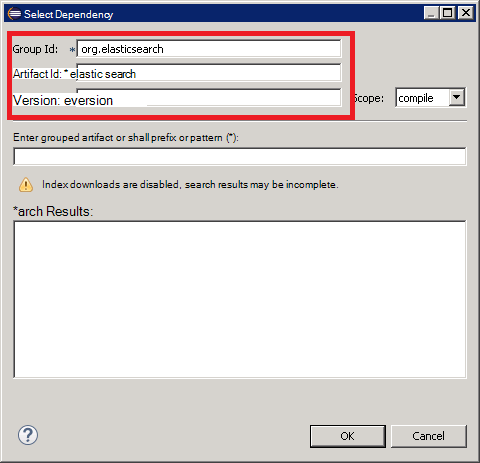 Select Dependency
Group Id: * org.elasticsearch
Artifact Id: * elastic search
Version: eversion
Scope: compile
Enter grouped artifact or shall prefix or pattern (*):
Index downloads are disabled, search results may be incomplete.
*arch Results:
OK Cancel